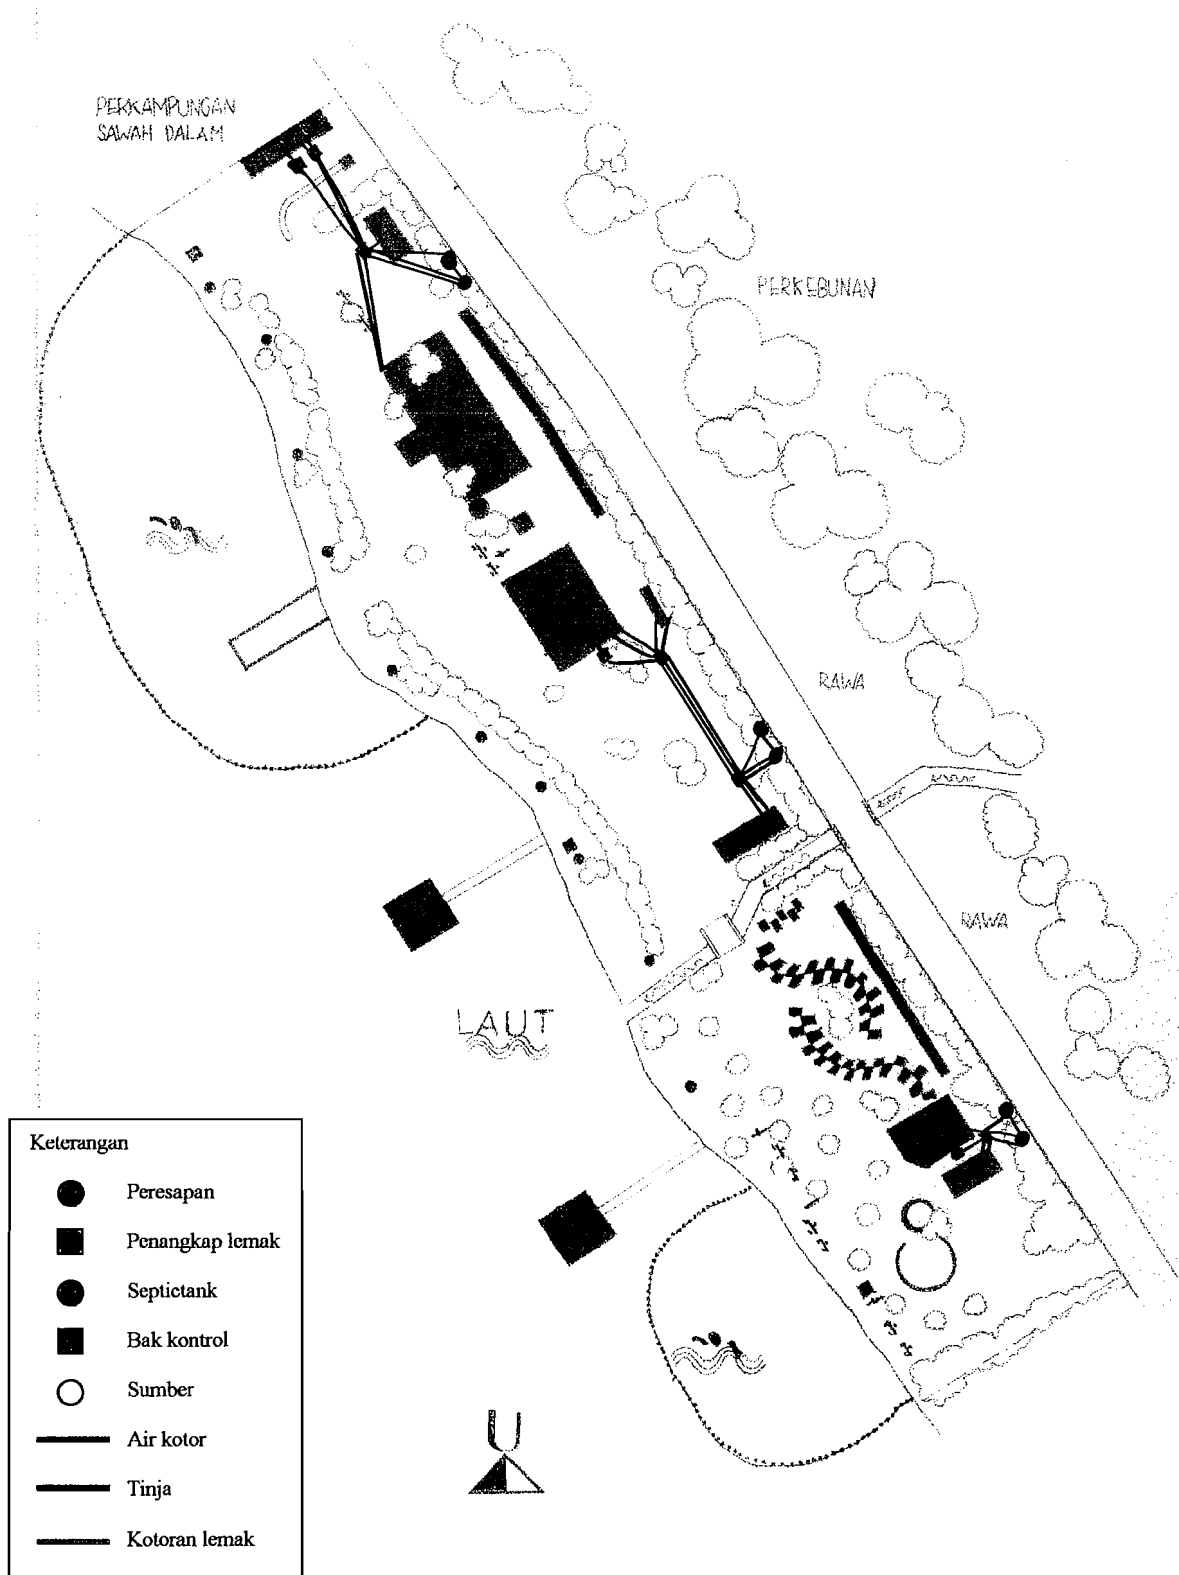 PERKAMPUNGAN
SAWAH DALAM
PERKEBUNAN
RAWA
RAWA
LAUT
Keterangan
Peresapan
Penangkap lemak
Septictank
Bak kontrol
Sumber
Air kotor
Tinja
Kotoran lemak
U